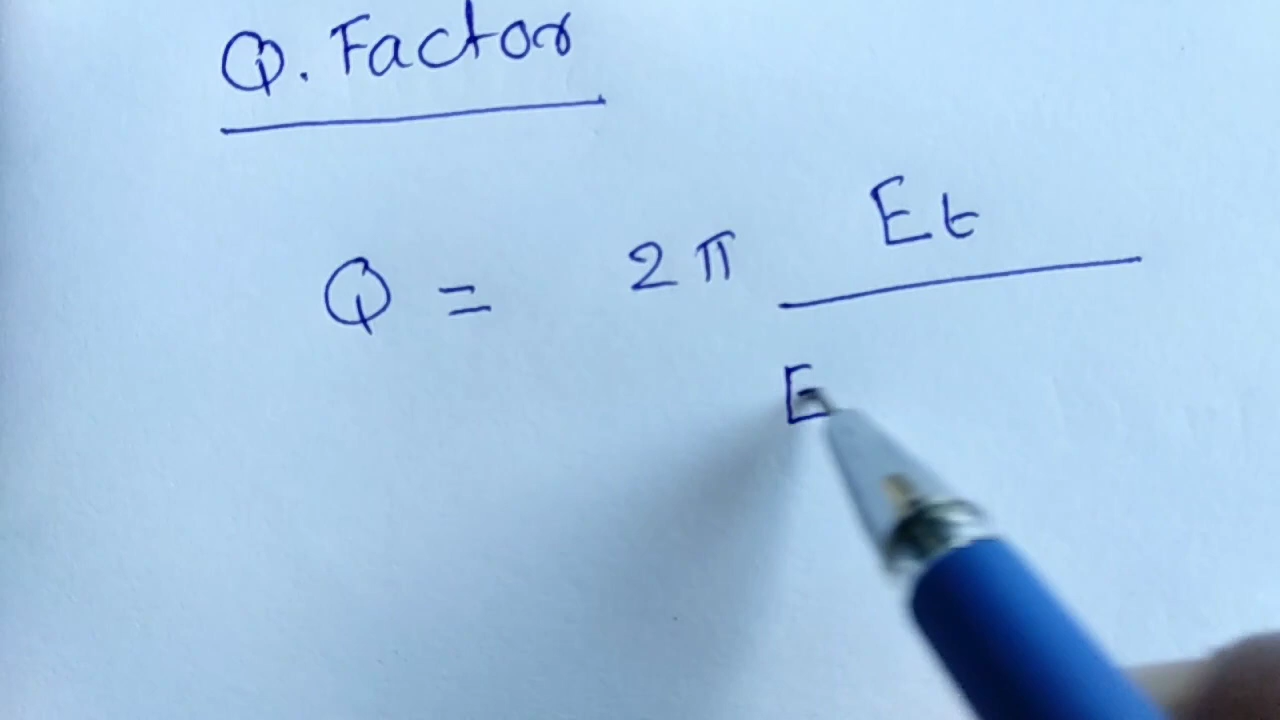 Q. Factor
Q = 2π Et
E